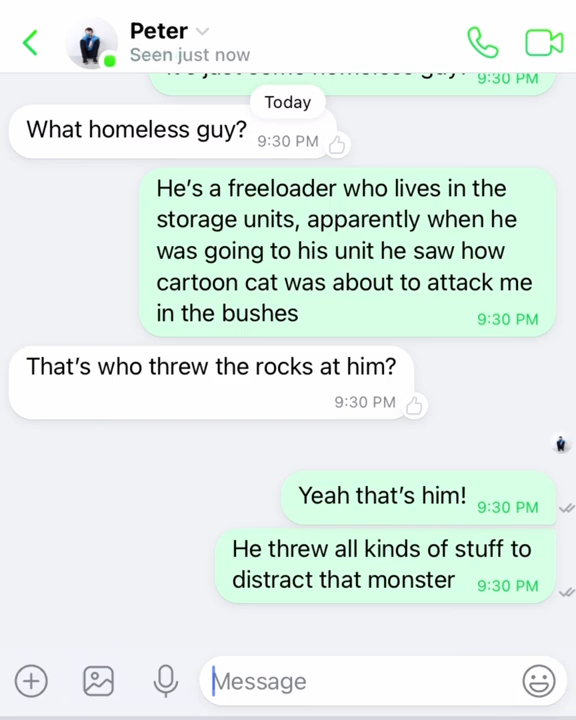 Peter
Seen just now
9:30 PM
Today
What homeless guy?
9:30 PM
He's a freeloader who lives in the
storage units, apparently when he
was going to his unit he saw how
cartoon cat was about to attack me
in the bushes
9:30 PM
That's who threw the rocks at him?
9:30 PM
Yeah that's him!
9:30 PM
He threw all kinds of stuff to
distract that monster
9:30 PM
Message